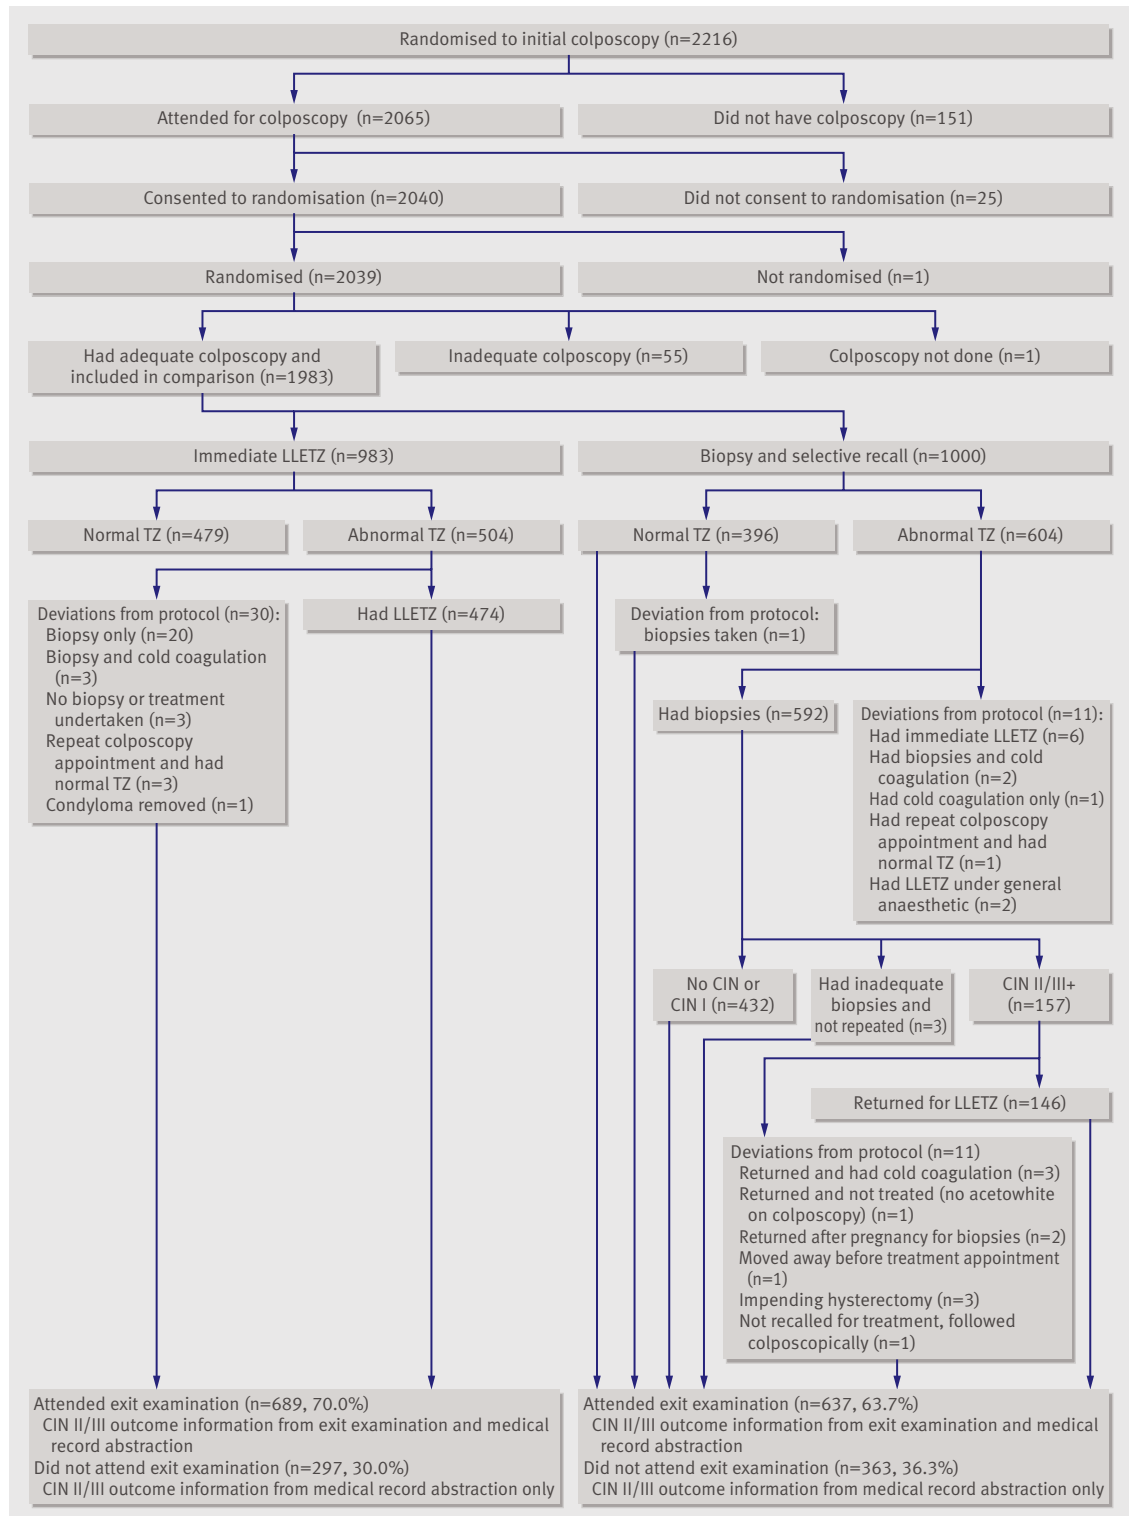 Randomised to initial colposcopy (n=2216)
Attended for colposcopy (n=2065)
Did not have colposcopy (n=151)
Consented to randomisation (n=2040)
Did not consent to randomisation (n=25)
Randomised (n=2039)
Not randomised (n=1)
Had adequate colposcopy and
included in comparison (n=1983)
Inadequate colposcopy (n=55)
Colposcopy not done (n=1)
Immediate LLETZ (n=983)
Biopsy and selective recall (n=1000)
Normal TZ (n=479)
Abnormal TZ (n=504)
Normal TZ (n=396)
Abnormal TZ (n=604)
Deviations from protocol (n=30):
Biopsy only (n=20)
Biopsy and cold coagulation
(n=3)
No biopsy or treatment
undertaken (n=3)
Repeat colposcopy
appointment and had
normal TZ (n=3)
Condyloma removed (n=1)
Had LLETZ (n=474)
Deviation from protocol:
biopsies taken (n=1)
Had biopsies (n=592)
Deviations from protocol (n=11):
Had immediate LLETZ (n=6)
Had biopsies and cold
coagulation (n=2)
Had cold coagulation only (n=1)
Had repeat colposcopy
appointment and had
normal TZ (n=1)
Had LLETZ under general
anaesthetic (n=2)
No CIN or
CIN I (n=432)
Had inadequate
biopsies and
not repeated (n=3)
CIN II/III+
(n=157)
Returned for LLETZ (n=146)
Deviations from protocol (n=11)
Returned and had cold coagulation (n=3)
Returned and not treated (no acetowhite
on colposcopy) (n=1)
Returned after pregnancy for biopsies (n=2)
Moved away before treatment appointment
(n=1)
Impending hysterectomy (n=3)
Not recalled for treatment, followed
colposcopically (n=1)
Attended exit examination (n=689, 70.0%)
CIN II/III outcome information from exit examination and medical
record abstraction
Did not attend exit examination (n=297, 30.0%)
CIN II/III outcome information from medical record abstraction only
Attended exit examination (n=637, 63.7%)
CIN II/III outcome information from exit examination and medical
record abstraction
Did not attend exit examination (n=363, 36.3%)
CIN II/III outcome information from medical record abstraction only